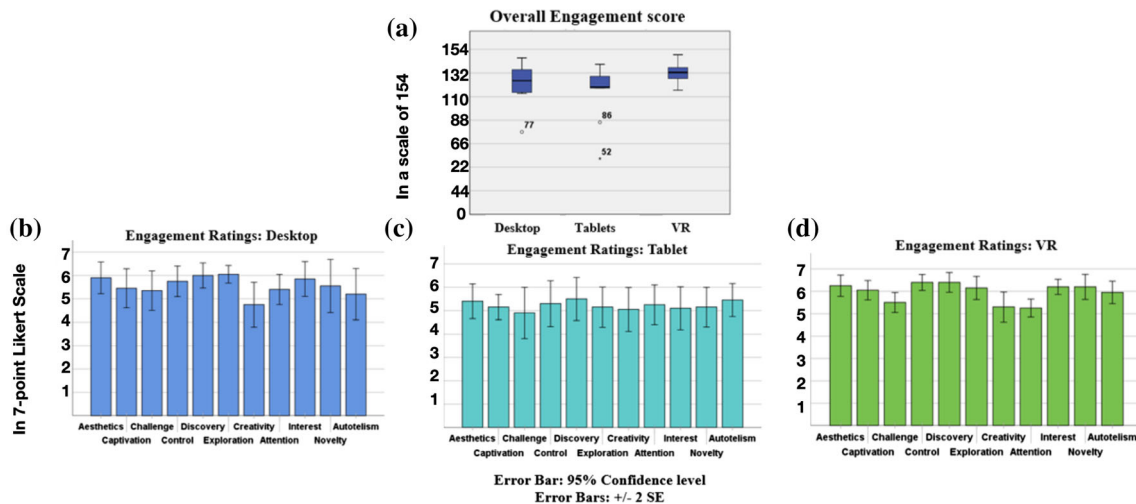 Overall Engagement score
(a)
In a scale of 154
154
132
110
88
66
22
44
0
77
86
52
Desktop Tablets VR
(b)
Engagement Ratings: Desktop
In 7-point Likert Scale
7
6
5
4
3
2
1
Aesthetics Challenge Discovery Creativity Interest Autotelism
Captivation Control Exploration Attention Novelty
(c)
Engagement Ratings: Tablet
7
6
5
4
3
2
1
Aesthetics Challenge Discovery Creativity Interest Autotelism
Captivation Control Exploration Attention Novelty
Error Bar: 95% Confidence level
Error Bars: +/- 2 SE
(d)
Engagement Ratings: VR
7
6
5
4
3
2
1
Aesthetics Challenge Discovery Creativity Interest Autotelism
Captivation Control Exploration Attention Novelty